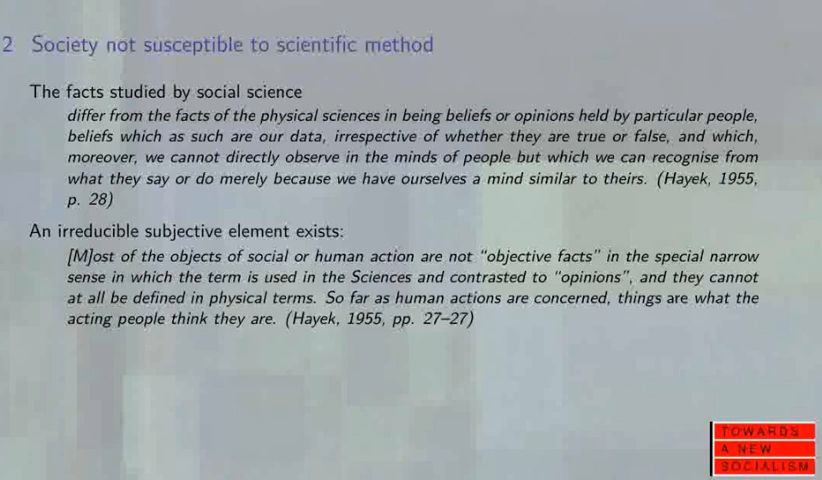 2 Society not susceptible to scientific method
The facts studied by social science
differ from the facts of the physical sciences in being beliefs or opinions held by particular people,
beliefs which as such are our data, irrespective of whether they are true or false, and which,
moreover, we cannot directly observe in the minds of people but which we can recognise from
what they say or do merely because we have ourselves a mind similar to theirs. (Hayek, 1955,
p. 28)
An irreducible subjective element exists:
[M]ost of the objects of social or human action are not “objective facts” in the special narrow
sense in which the term is used in the Sciences and contrasted to “opinions”, and they cannot
at all be defined in physical terms. So far as human actions are concerned, things are what the
acting people think they are. (Hayek, 1955, pp. 27–27)
TOWARDS
A NEW
SOCIALISM